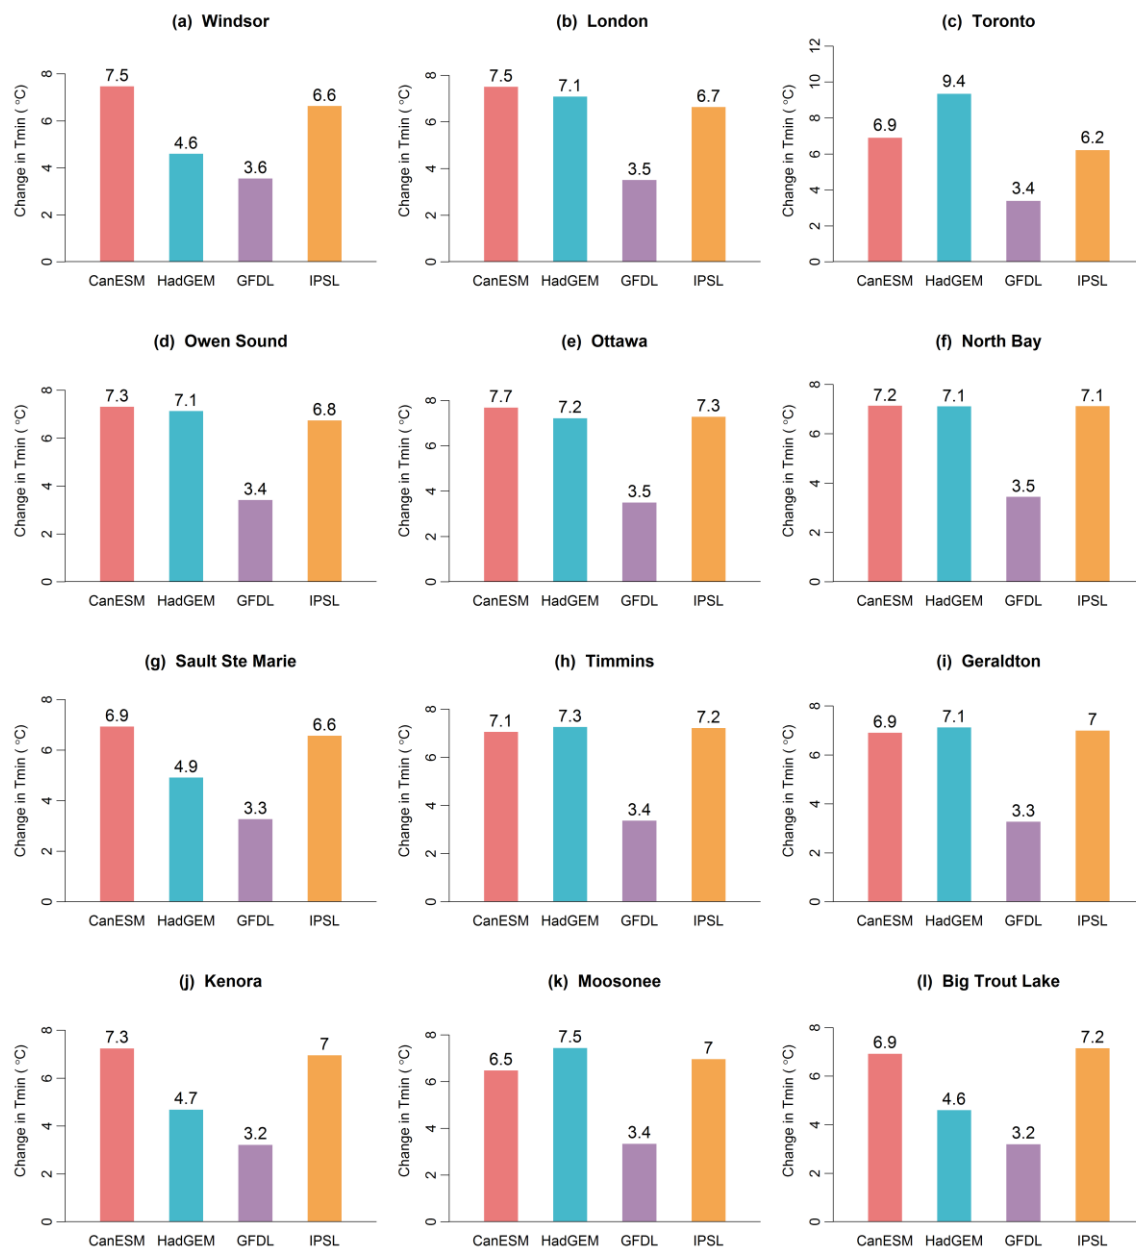 (a) Windsor
Change in Tmin ( °C)
0 2 4 6 8
7.5 4.6 3.6 6.6
CanESM HadGEM GFDL IPSL
(b) London
Change in Tmin ( °C)
0 2 4 6 8
7.5 7.1 3.5 6.7
CanESM HadGEM GFDL IPSL
(c) Toronto
Change in Tmin ( °C)
0 2 4 6 8 10 12
6.9 9.4 3.4 6.2
CanESM HadGEM GFDL IPSL
(d) Owen Sound
Change in Tmin ( °C)
0 2 4 6 8
7.3 7.1 3.4 6.8
CanESM HadGEM GFDL IPSL
(e) Ottawa
Change in Tmin ( °C)
0 2 4 6 8
7.7 7.2 3.5 7.3
CanESM HadGEM GFDL IPSL
(f) North Bay
Change in Tmin ( °C)
0 2 4 6 8
7.2 7.1 3.5 7.1
CanESM HadGEM GFDL IPSL
(g) Sault Ste Marie
Change in Tmin ( °C)
0 2 4 6 8
6.9 4.9 3.3 6.6
CanESM HadGEM GFDL IPSL
(h) Timmins
Change in Tmin ( °C)
0 2 4 6 8
7.1 7.3 3.4 7.2
CanESM HadGEM GFDL IPSL
(i) Geraldton
Change in Tmin ( °C)
0 2 4 6 8
6.9 7.1 3.3 7
CanESM HadGEM GFDL IPSL
(j) Kenora
Change in Tmin ( °C)
0 2 4 6 8
7.3 4.7 3.2 7
CanESM HadGEM GFDL IPSL
(k) Moosonee
Change in Tmin ( °C)
0 2 4 6 8
6.5 7.5 3.4 7
CanESM HadGEM GFDL IPSL
(l) Big Trout Lake
Change in Tmin ( °C)
0 2 4 6 8
6.9 4.6 3.2 7.2
CanESM HadGEM GFDL IPSL